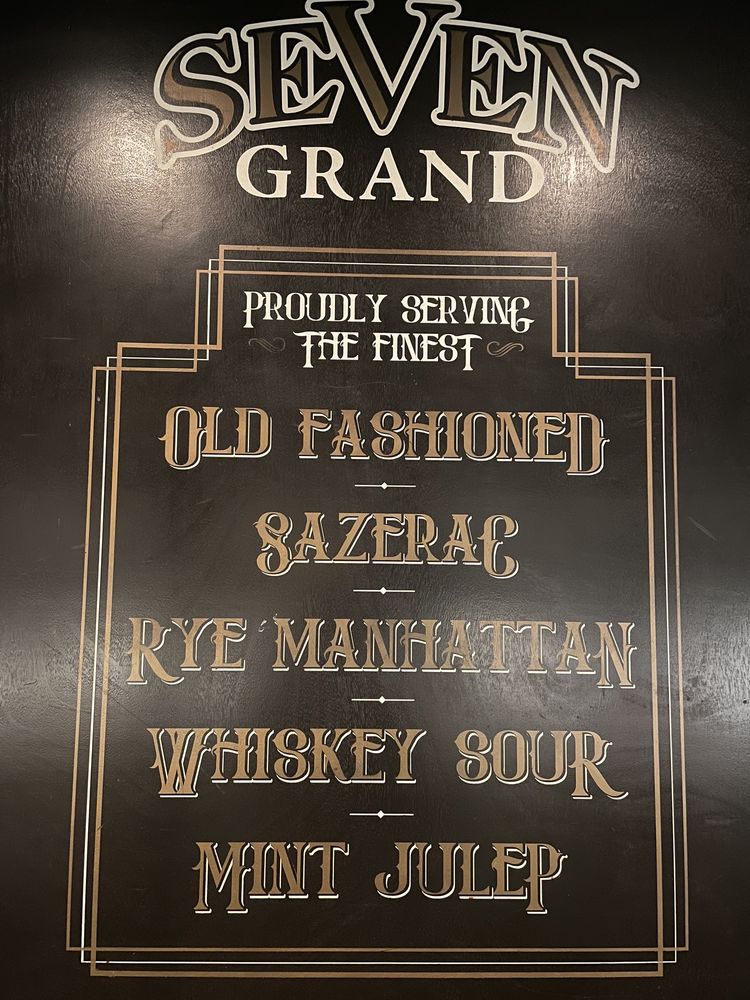 SEVEN
GRAND
PROUDLY SERVING
THE FINEST
OLD FASHIONED
SAZERAC
RYE MANHATTAN
WHISKEY SOUR
MINT JULEP